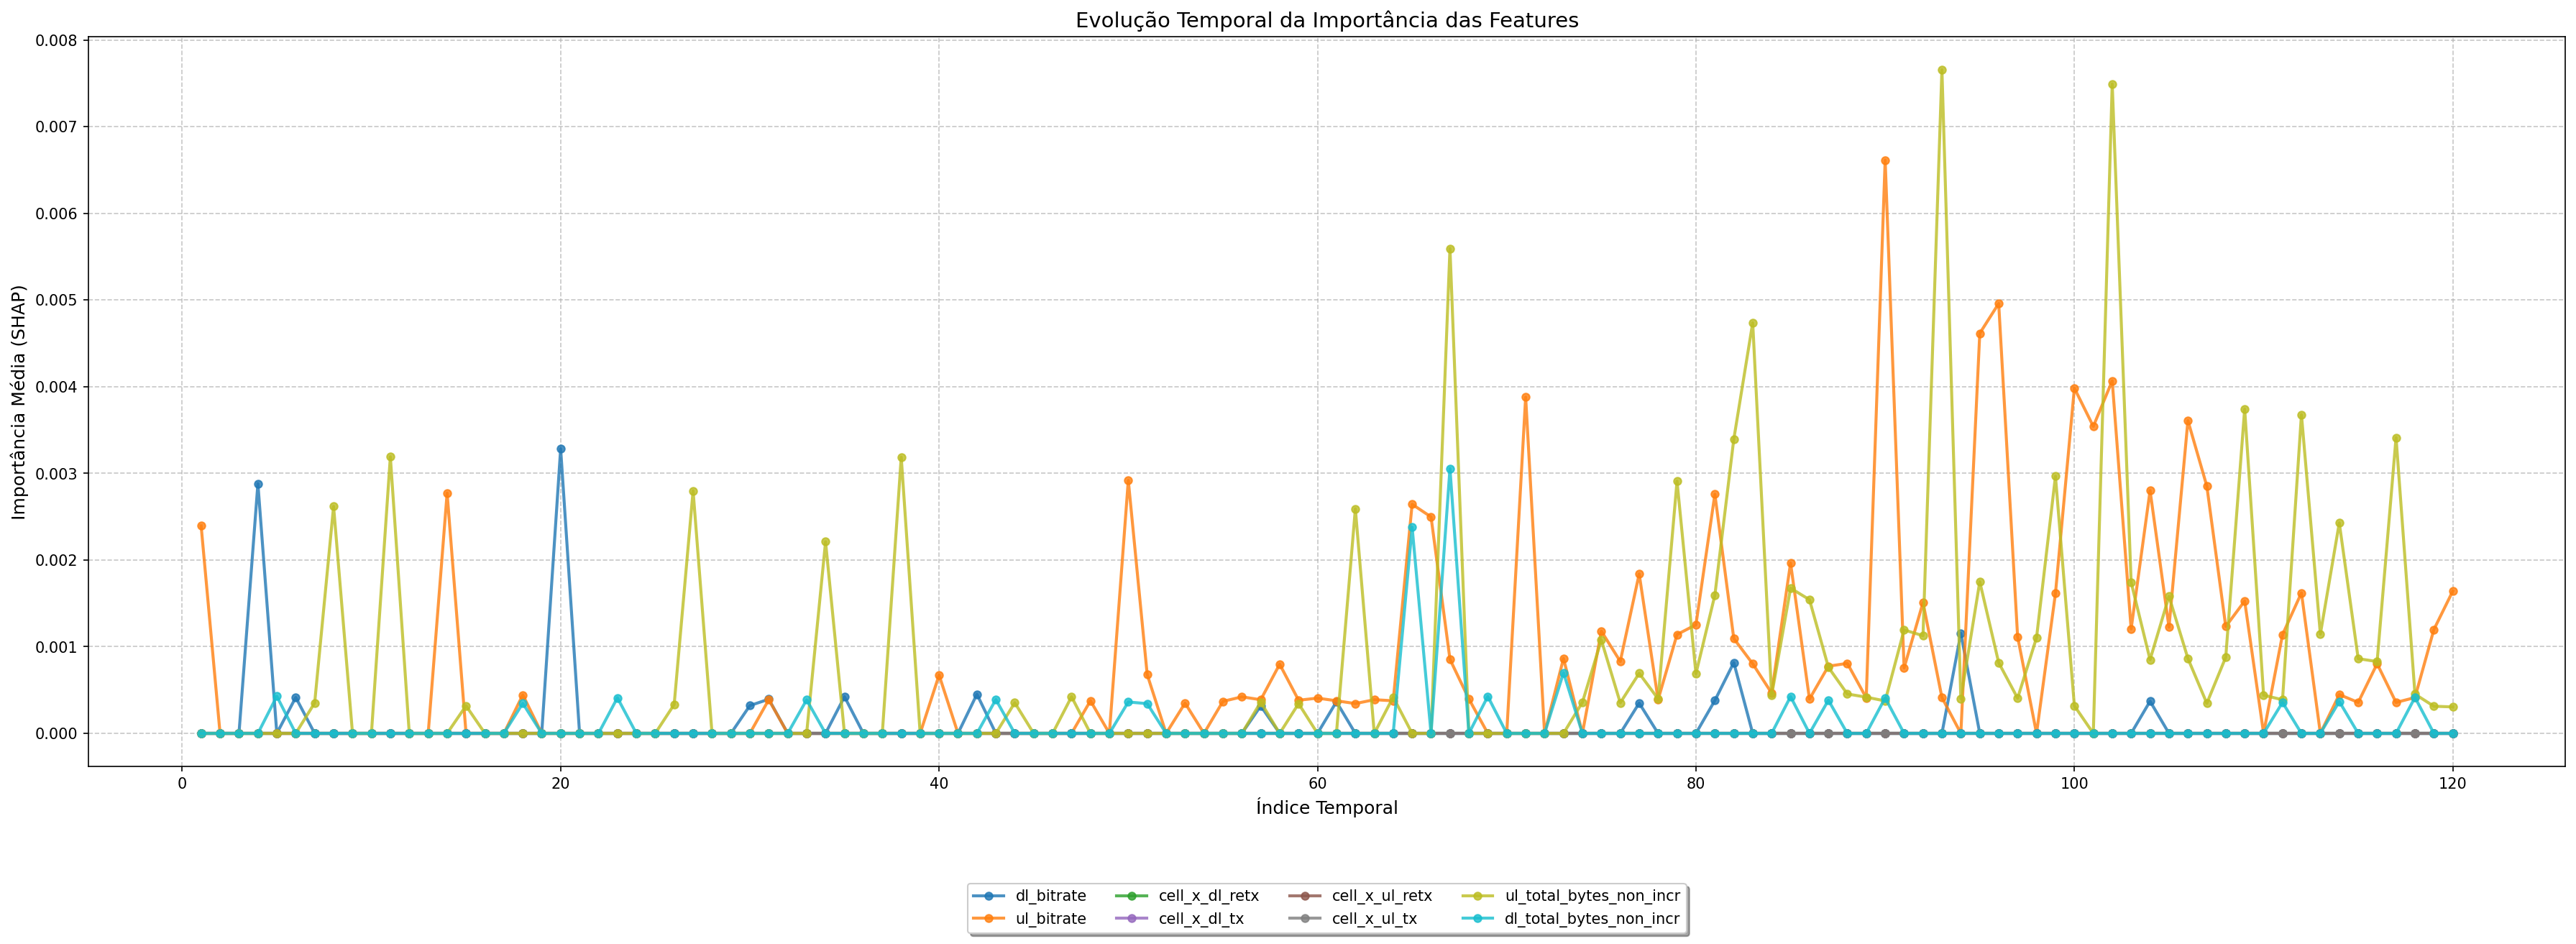 Evolução Temporal da Importância das Features
0.008
0.007
0.006
0.005
0.004
0.003
0.002
0.001
0.000
Importância Média (SHAP)
0 20 40 60 80 100 120
Índice Temporal
dl_bitrate cell_x_dl_retx cell_x_ul_retx ul_total_bytes_non_incr
ul_bitrate cell_x_dl_tx cell_x_ul_tx dl_total_bytes_non_incr